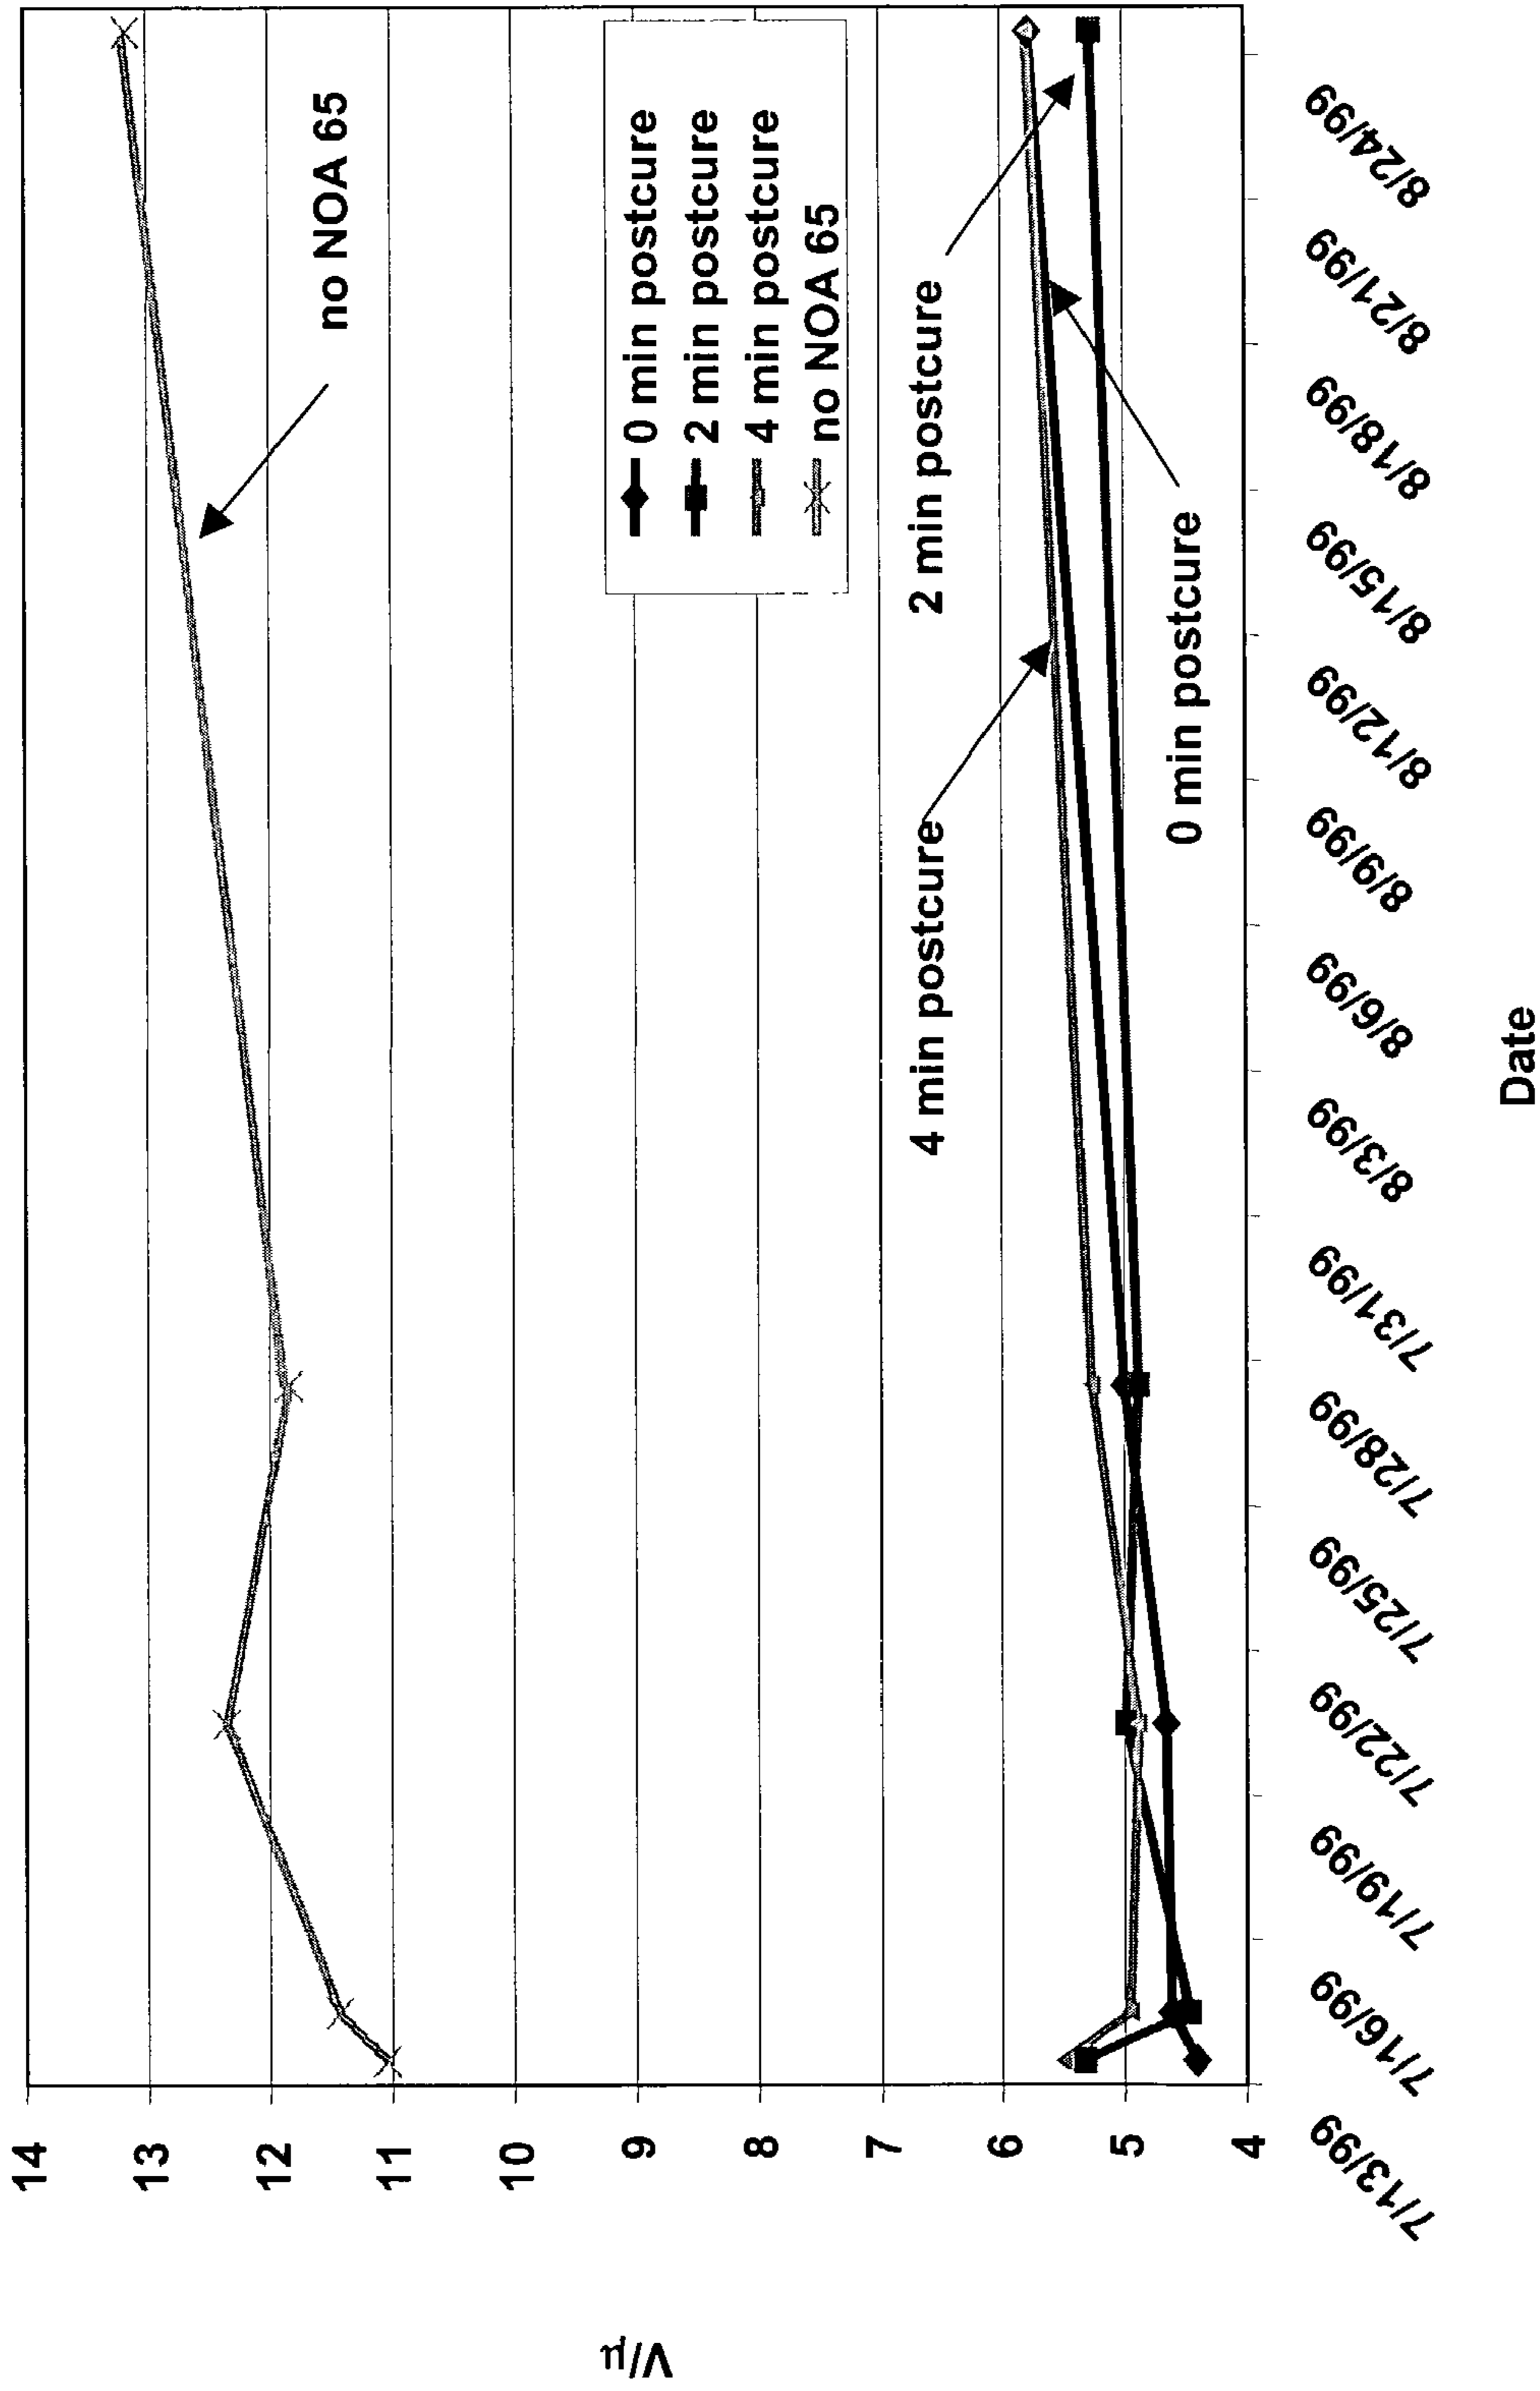 14
13
12
11
10
9
8
7
6
5
4
V/μ
no NOA 65
0 min postcure
2 min postcure
4 min postcure
no NOA 65
4 min postcure
2 min postcure
0 min postcure
7/13/99
7/16/99
7/19/99
7/22/99
7/25/99
7/28/99
7/31/99
8/3/99
8/6/99
8/9/99
8/12/99
8/15/99
8/18/99
8/21/99
8/24/99
Date